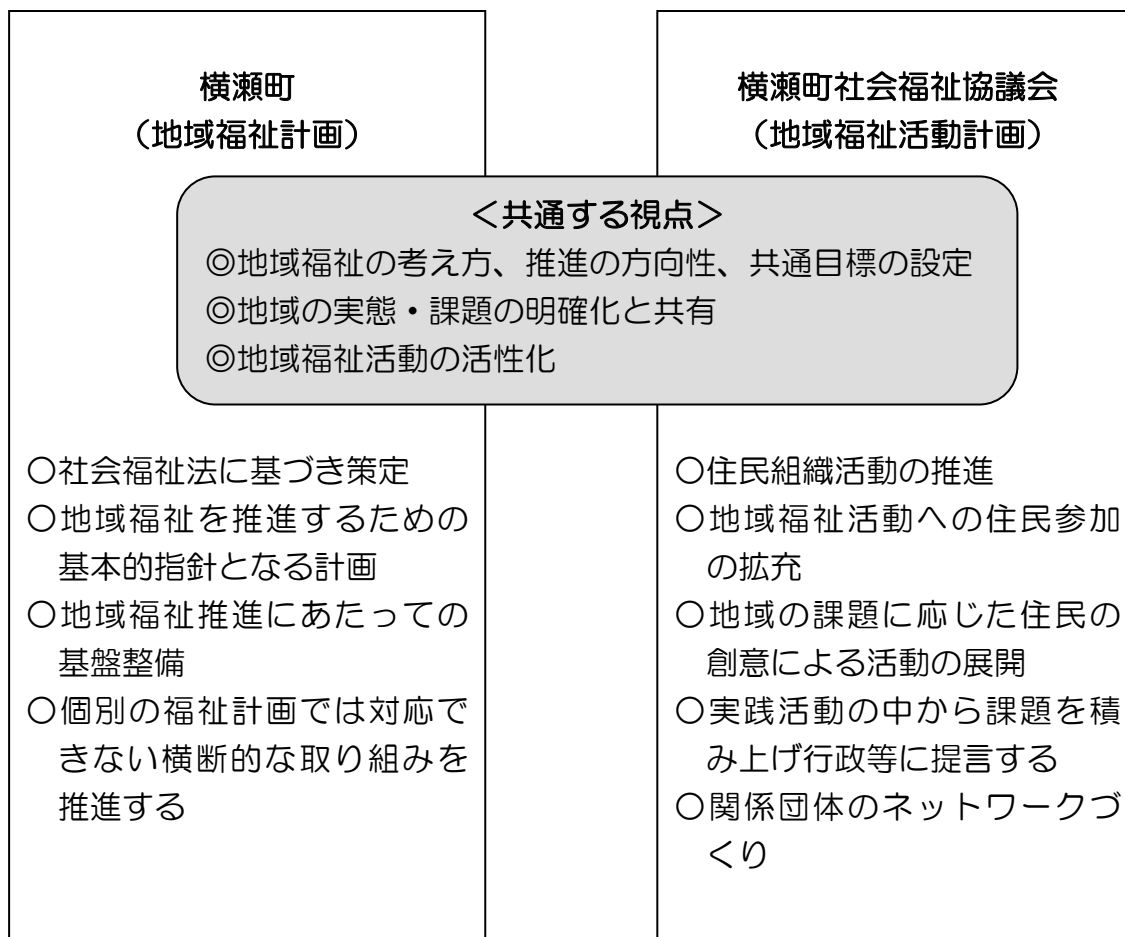 横瀬町
（地域福祉計画）
横瀬町社会福祉協議会
（地域福祉活動計画）
＜共通する視点＞
◎地域福祉の考え方、推進の方向性、共通目標の設定
◎地域の実態・課題の明確化と共有
◎地域福祉活動の活性化
○社会福祉法に基づき策定
○地域福祉を推進するための
基本的指針となる計画
○地域福祉推進にあたっての
基盤整備
○個別の福祉計画では対応で
きない横断的な取り組みを
推進する
○住民組織活動の推進
○地域福祉活動への住民参加
の拡充
○地域の課題に応じた住民の
創意による活動の展開
○実践活動の中から課題を積
み上げ行政等に提言する
○関係団体のネットワークづ
くり